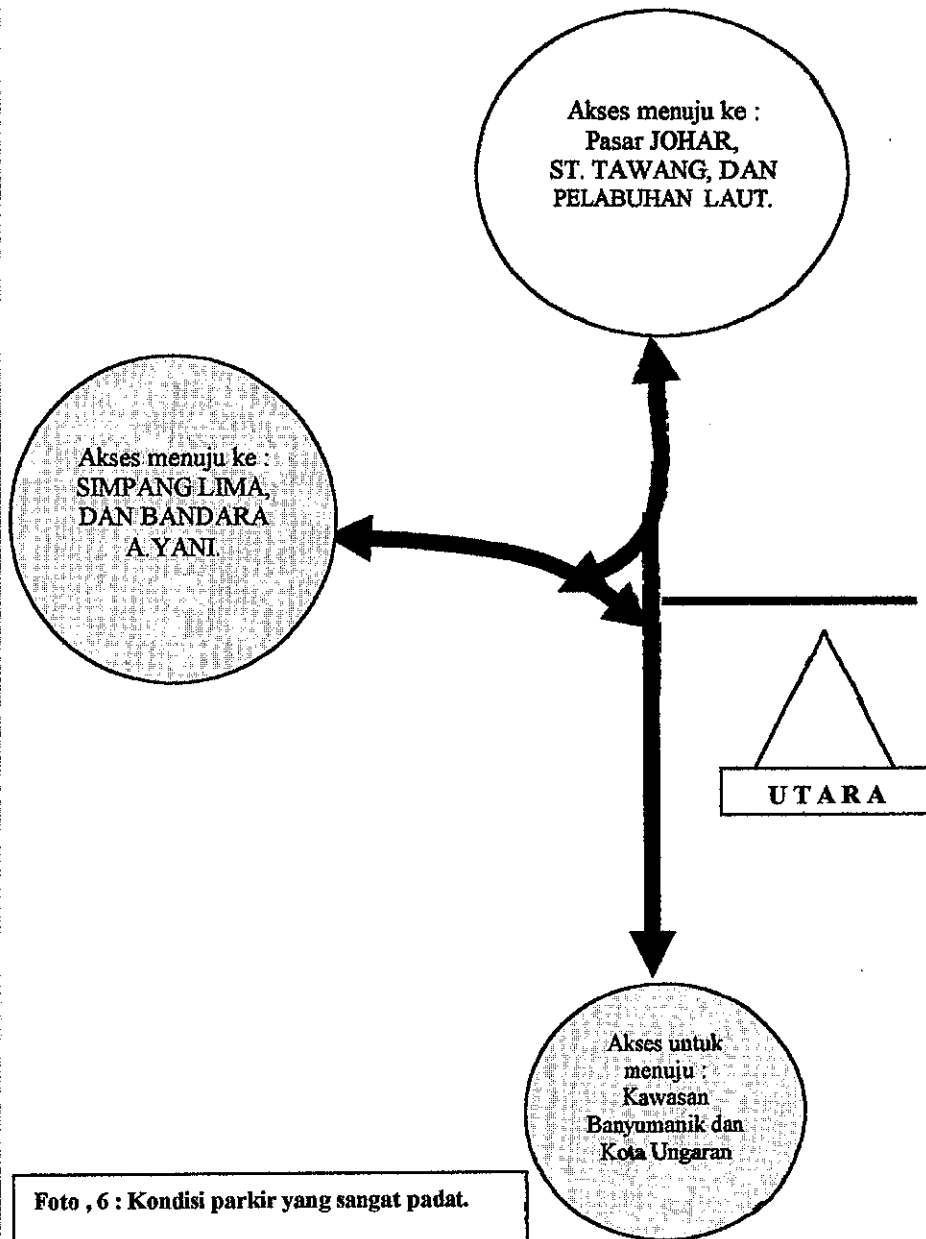 Akses menuju ke :
Pasar JOHAR,
ST. TAWANG, DAN
PELABUHAN LAUT.
Akses menuju ke :
SIMPANG LIMA,
DAN BANDARA
A.YANI.
UTARA
Akses untuk
menuju :
Kawasan
Banyumanik dan
Kota Ungaran
Foto , 6 : Kondisi parkir yang sangat padat.